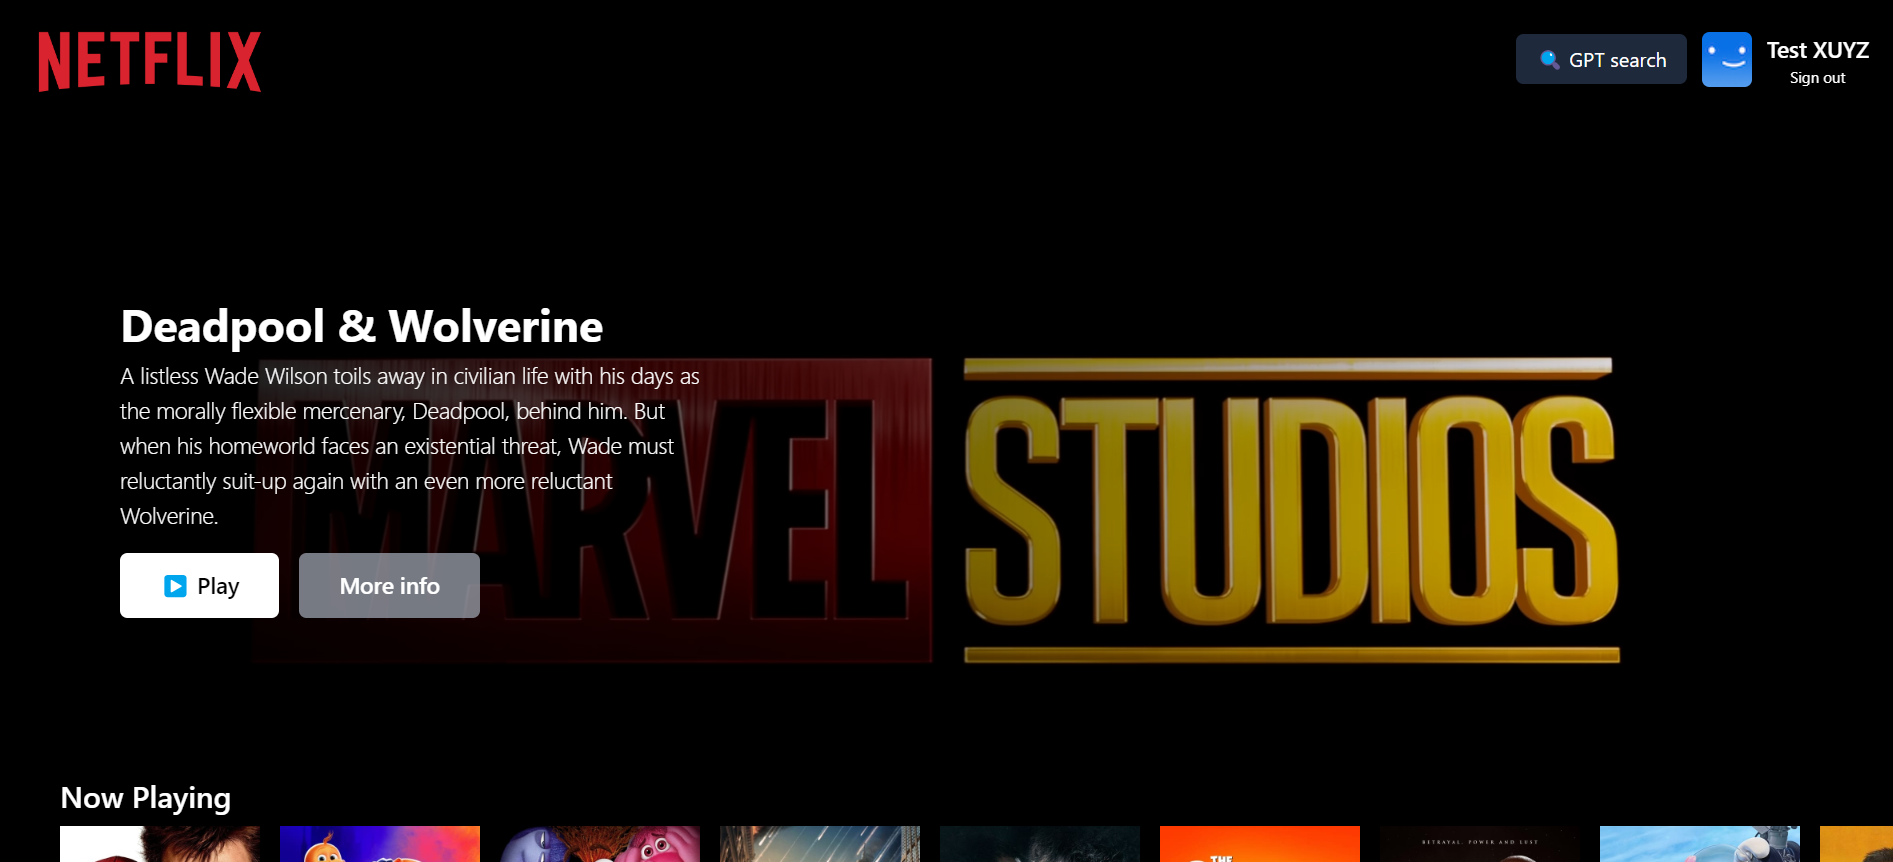 NETFLIX
🔍 GPT search
Test XUYZ
Sign out
Deadpool & Wolverine
A listless Wade Wilson toils away in civilian life with his days as
the morally flexible mercenary, Deadpool, behind him. But
when his homeworld faces an existential threat, Wade must
reluctantly suit-up again with an even more reluctant
Wolverine.
MARVEL STUDIOS
▶️ Play
More info
Now Playing
THE
BETRAYAL. POWER AND LUST